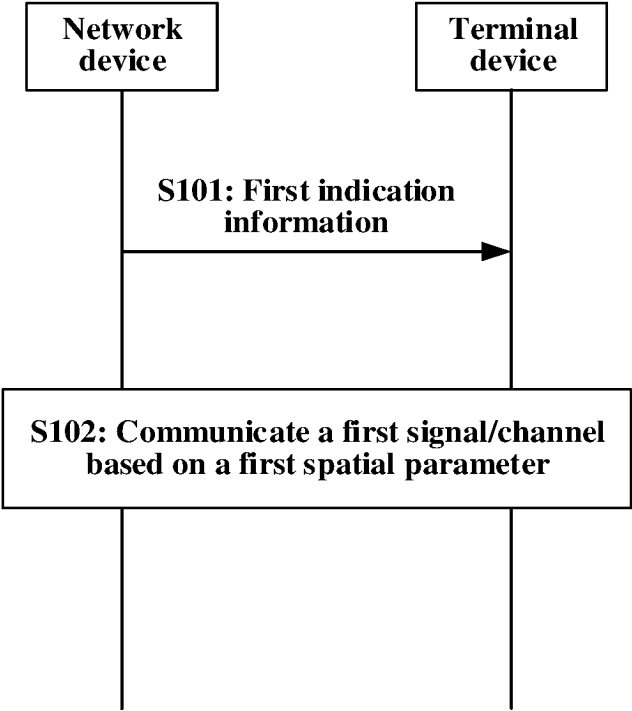 Network
device
Terminal
device
S101: First indication
information
S102: Communicate a first signal/channel
based on a first spatial parameter